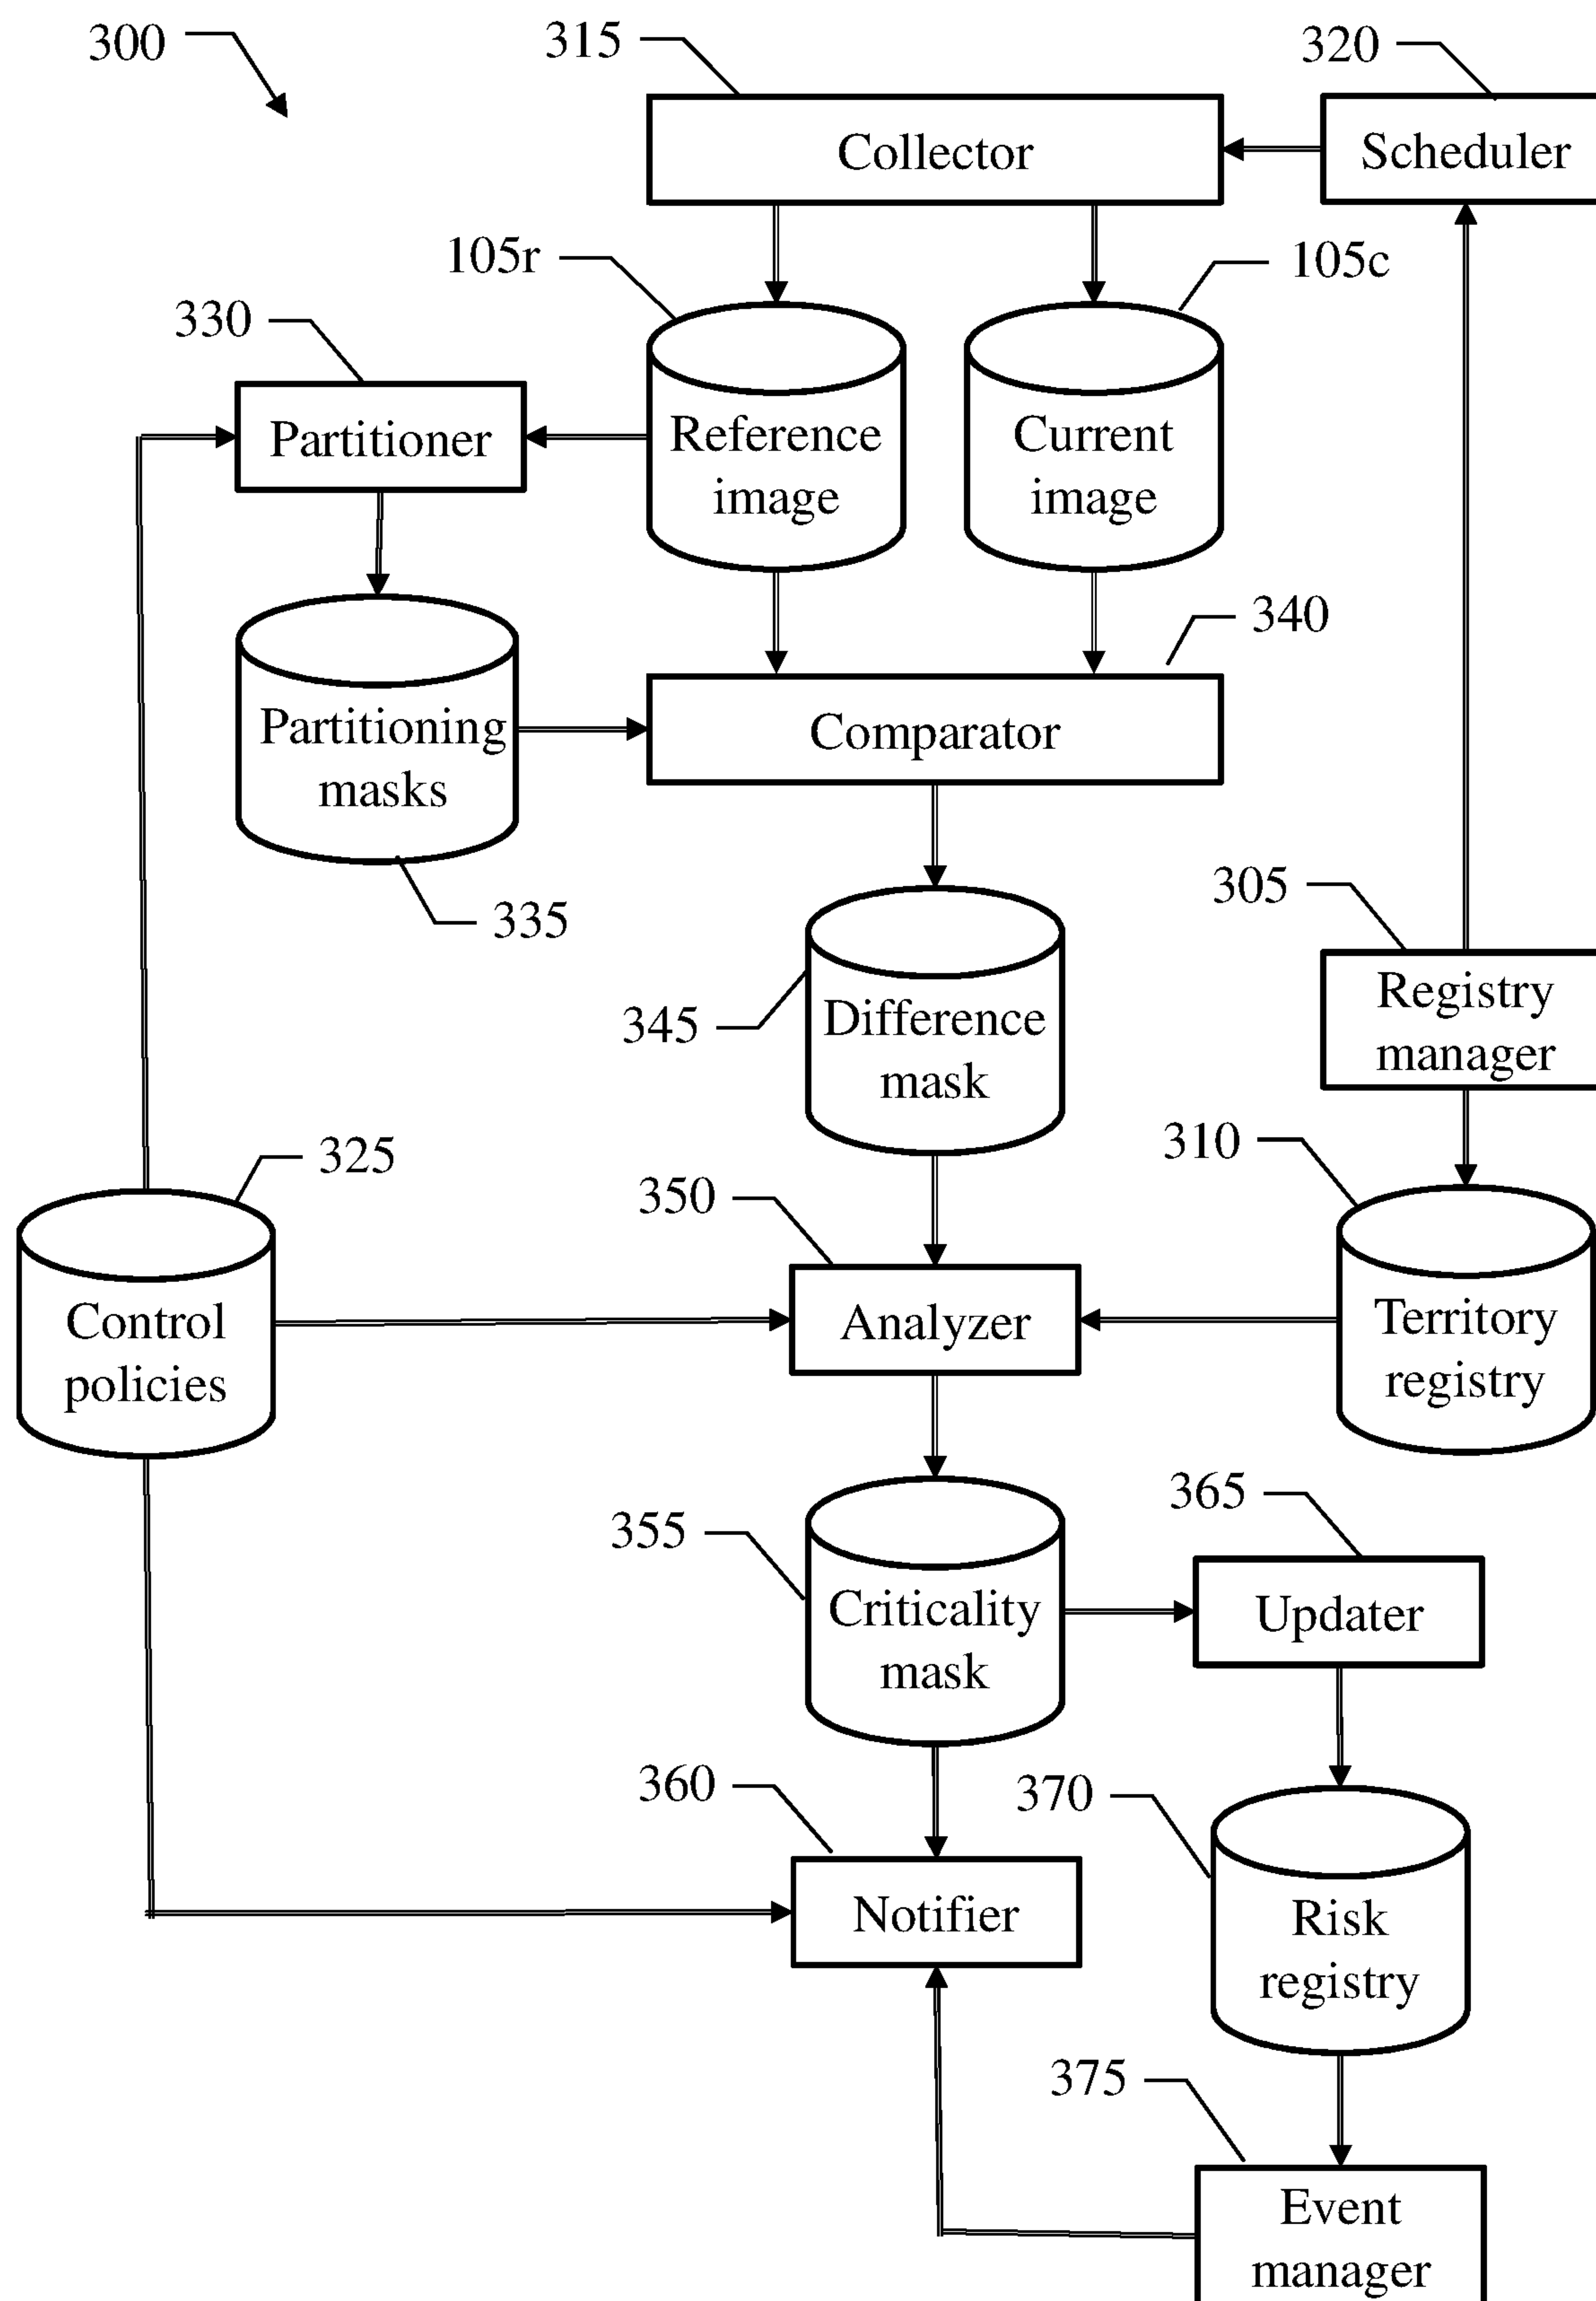 300
315
320
Collector
Scheduler
105r
105c
330
Partitioner
Reference
image
Current
image
340
Partitioning
masks
Comparator
335
305
Registry
manager
345
Difference
mask
310
325
350
Control
policies
Analyzer
Territory
registry
365
355
Criticality
mask
Updater
360
370
Notifier
Risk
registry
375
Event
manager